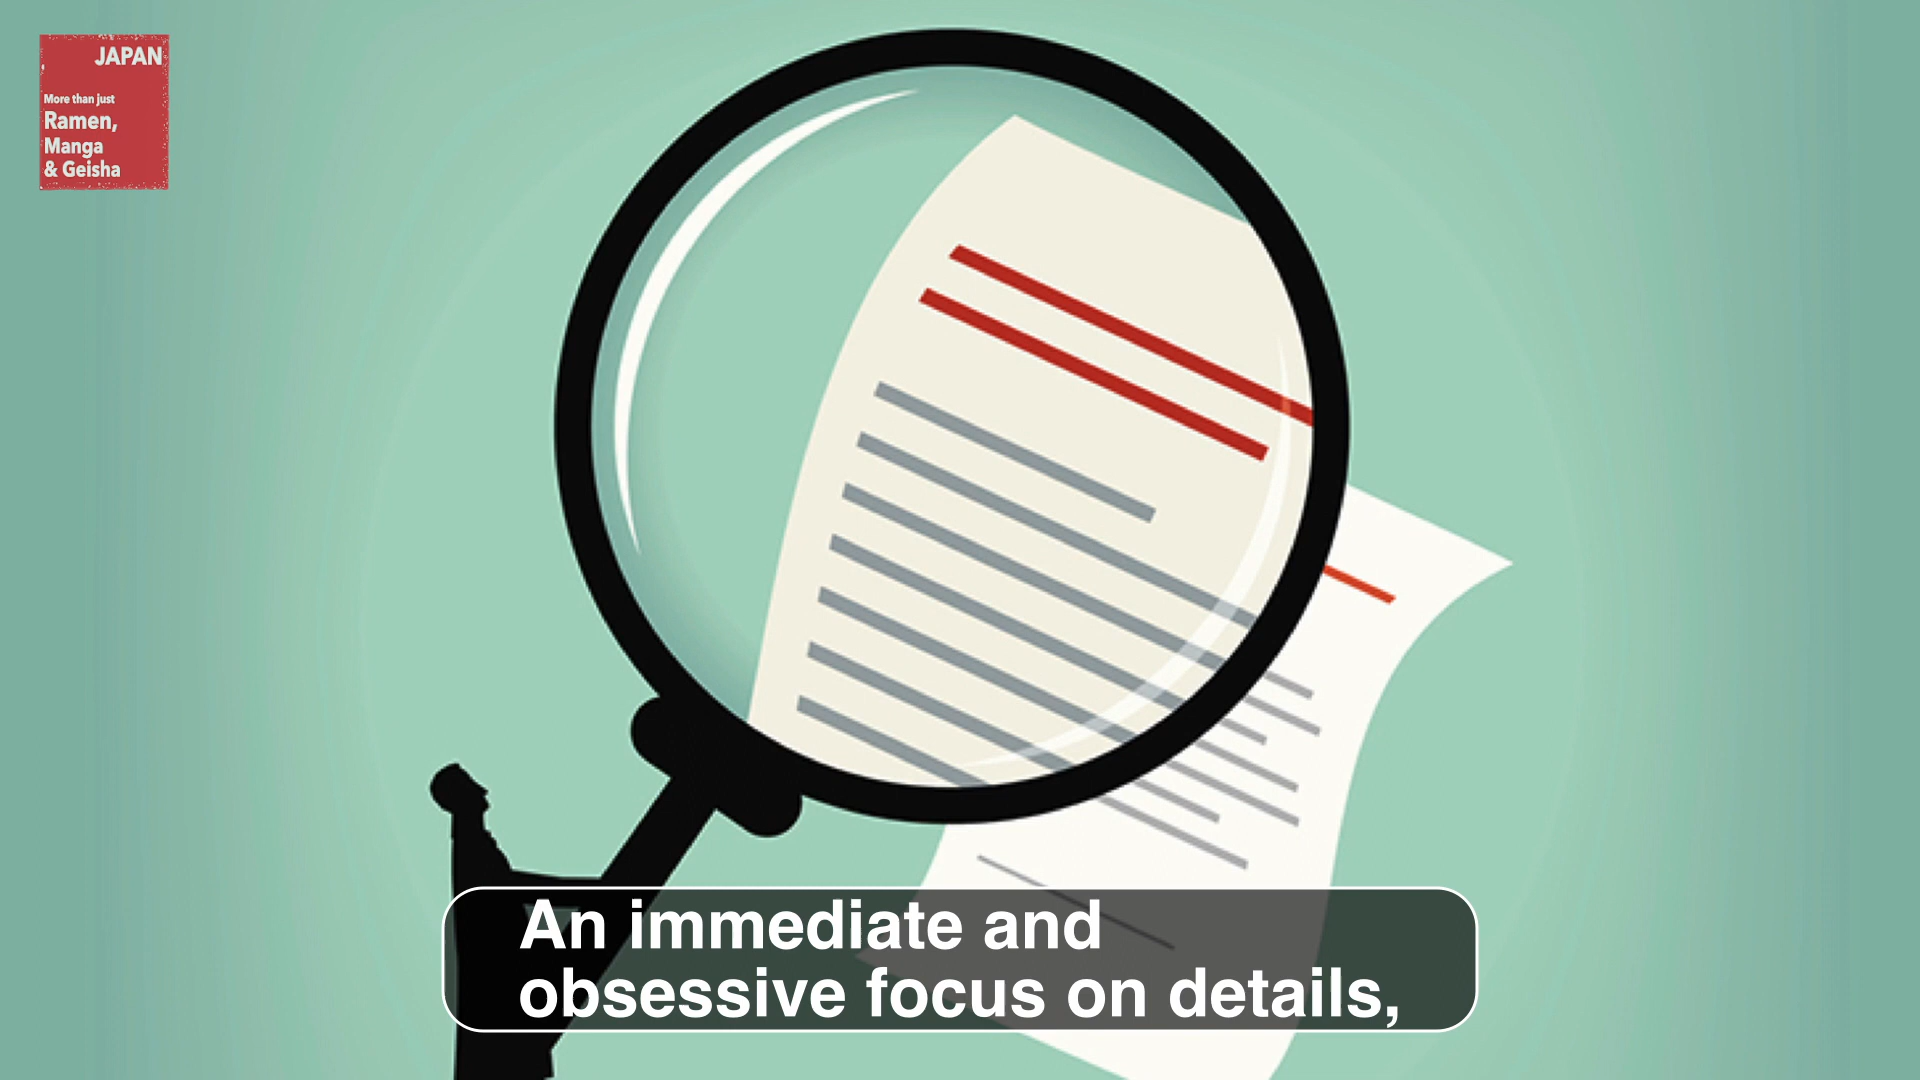 JAPAN
More than just
Ramen,
Manga
& Geisha
An immediate and
obsessive focus on details,